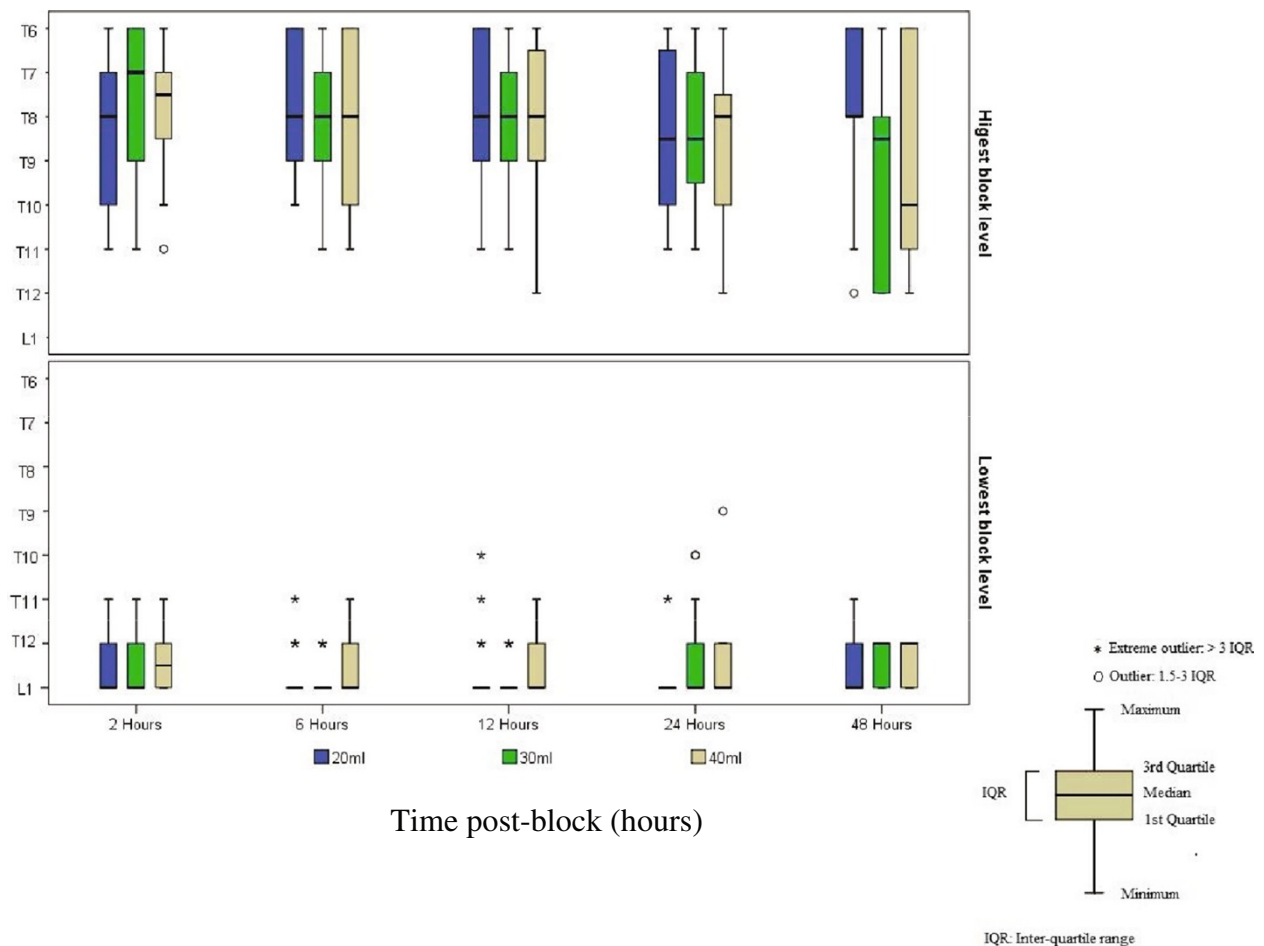 T6
T7
T8
T9
T10
T11
T12
L1
Higest block level
T6
T7
T8
T9
T10
T11
T12
L1
Lowest block level
2 Hours
6 Hours
12 Hours
24 Hours
48 Hours
20ml
30ml
40ml
Time post-block (hours)
* Extreme outlier: > 3 IQR
O Outlier: 1.5-3 IQR
Maximum
3rd Quartile
IQR
Median
1st Quartile
Minimum
IQR: Inter-quartile range